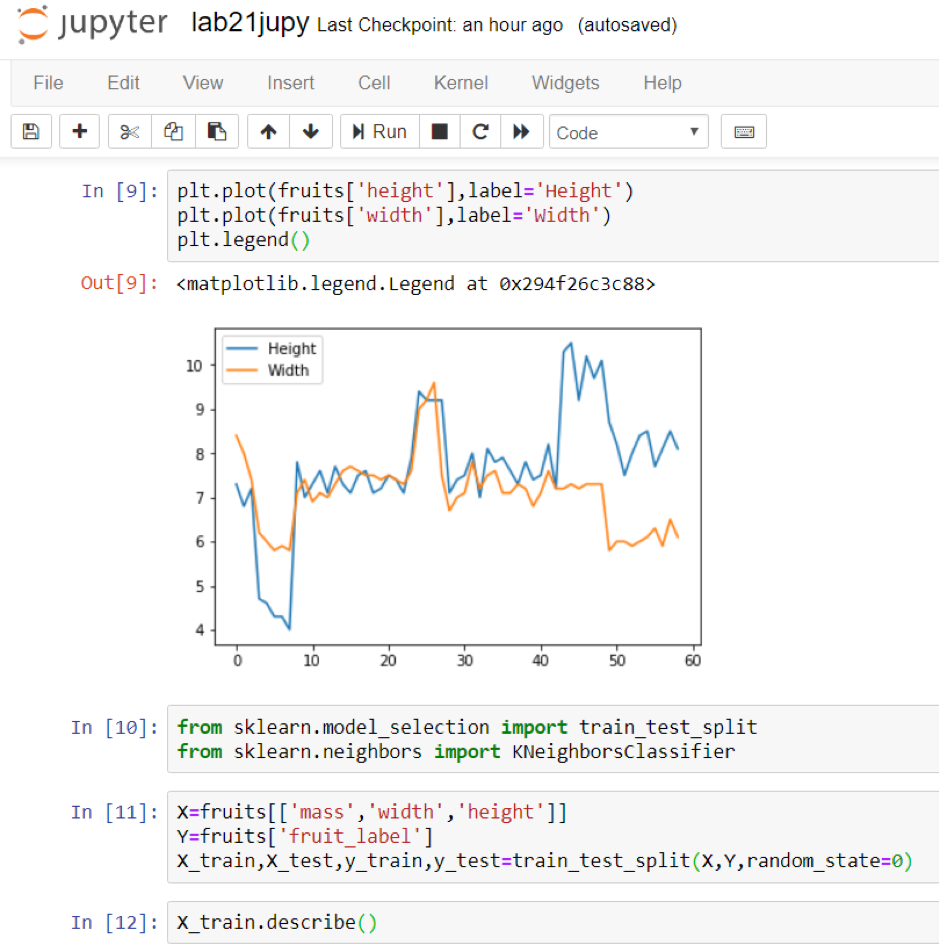 jupyter lab21jupy Last Checkpoint: an hour ago (autosaved)
File Edit View Insert Cell Kernel Widgets Help
Run Code
In [9]: plt.plot(fruits['height'],label='Height')
plt.plot(fruits['width'],label='Width')
plt.legend()
Out[9]: <matplotlib.legend.Legend at 0x294f26c3c88>
Height
Width
10
9
8
7
6
5
4
0 10 20 30 40 50 60
In [10]: from sklearn.model_selection import train_test_split
from sklearn.neighbors import KNeighborsClassifier
In [11]: X=fruits[['mass','width','height']]
Y=fruits['fruit_label']
X_train,X_test,y_train,y_test=train_test_split(X,Y,random_state=0)
In [12]: X_train.describe()